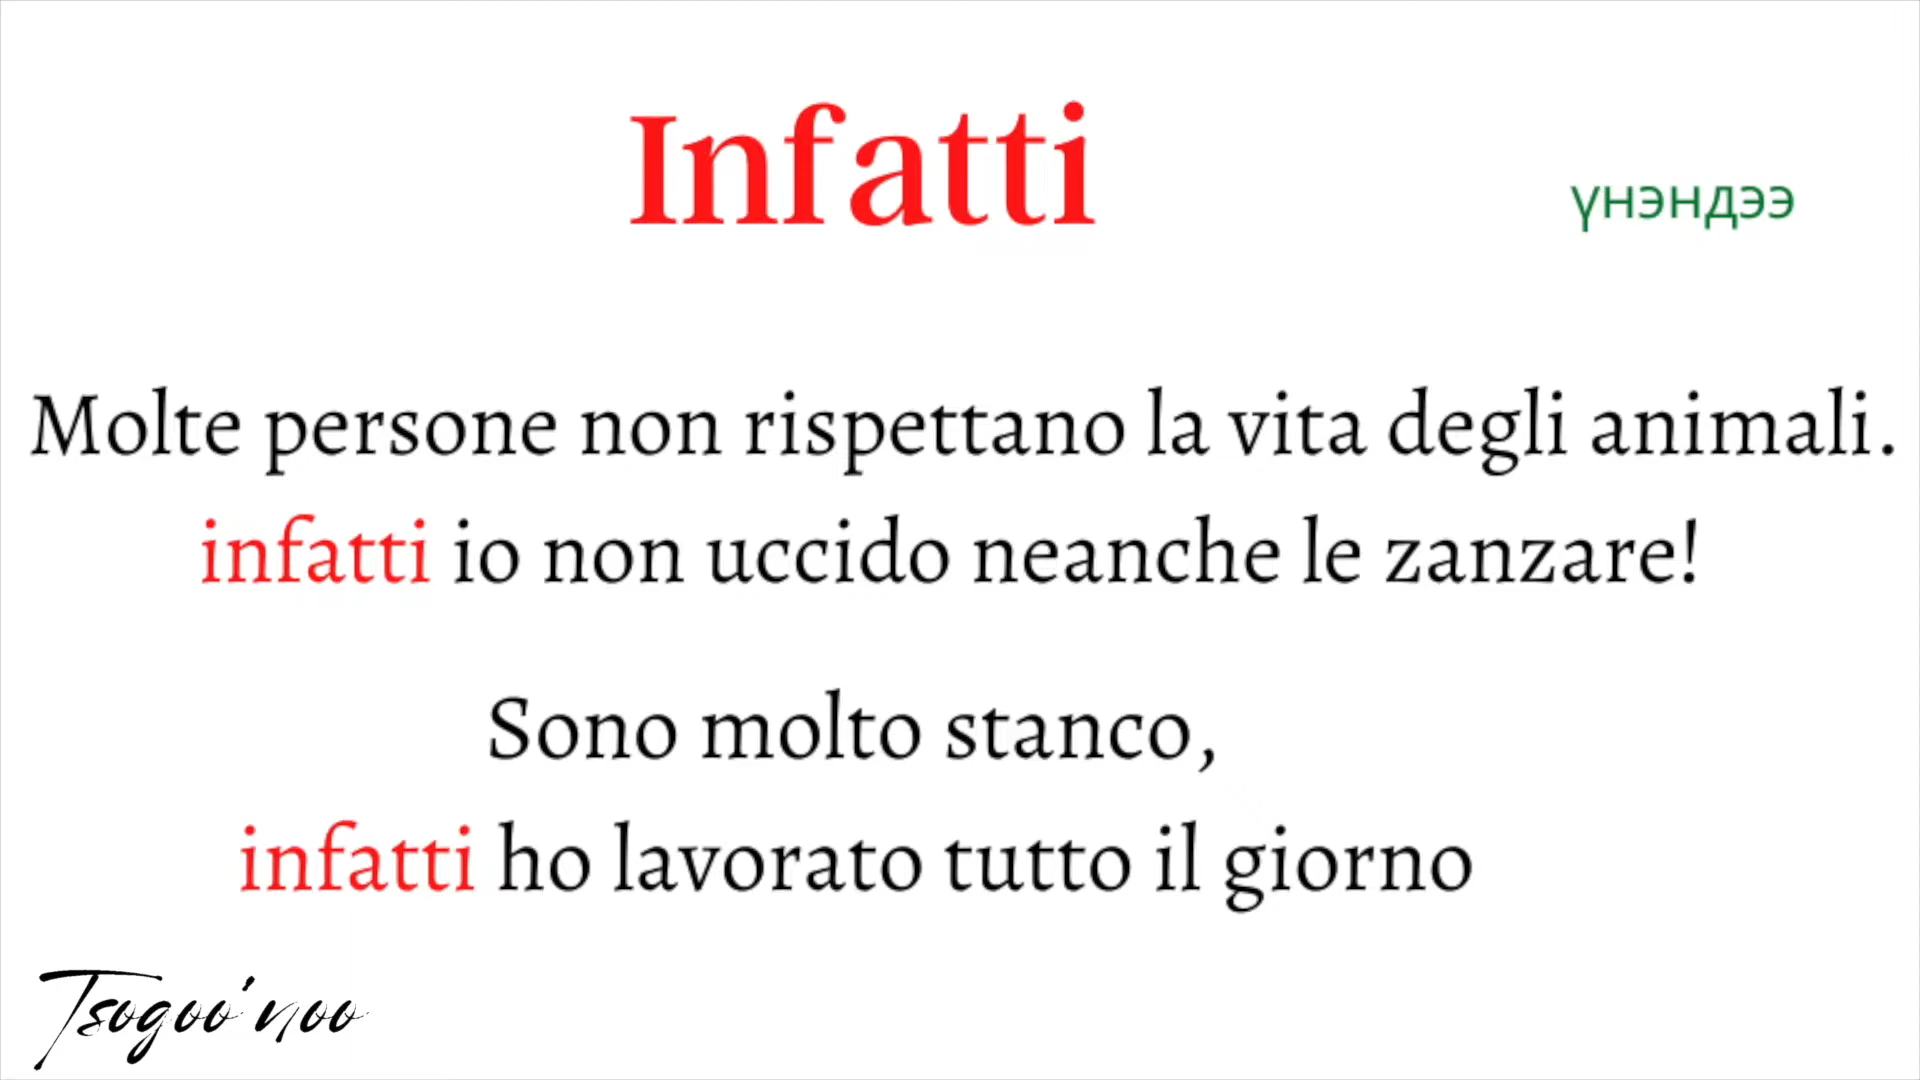 Infatti
үнэндээ
Molte persone non rispettano la vita degli animali.
infatti io non uccido neanche le zanzare!
Sono molto stanco,
infatti ho lavorato tutto il giorno
Tsogoo'noo